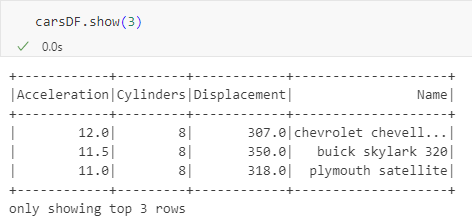 carsDF.show(3)
✓ 0.0s
+------------+---------+------------+--------------------+
|Acceleration|Cylinders|Displacement|                Name|
+------------+---------+------------+--------------------+
|        12.0|        8|       307.0|chevrolet chevell...|
|        11.5|        8|       350.0|   buick skylark 320|
|        11.0|        8|       318.0|  plymouth satellite|
+------------+---------+------------+--------------------+
only showing top 3 rows